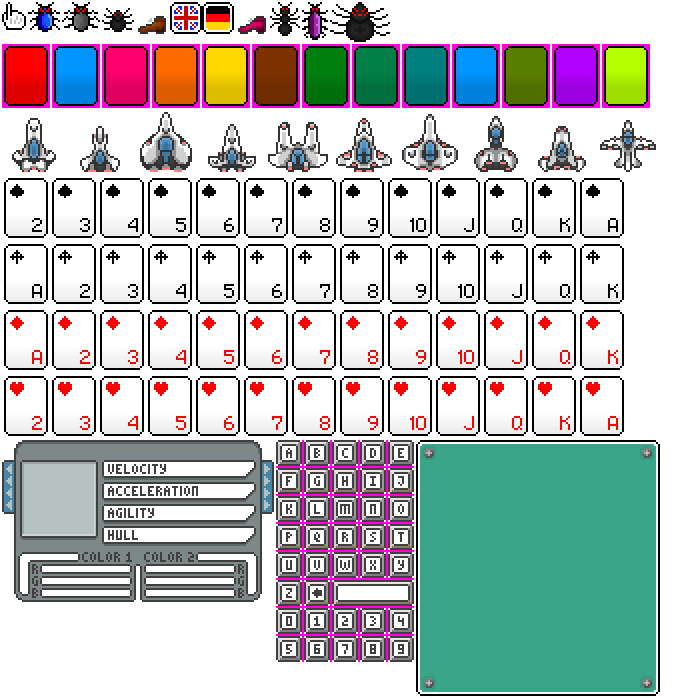 2 3 4 5 6 7 8 9 10 J Q K A
A 2 3 4 5 6 7 8 9 10 J Q K
A 2 3 4 5 6 7 8 9 10 J Q K
2 3 4 5 6 7 8 9 10 J Q K A
VELOCITY
ACCELERATION
AGILITY
HULL
COLOR 1 COLOR 2
R: R
G: G
B: B
A B C D E
F G H I J
K L M N O
P Q R S T
U V W X Y
Z
0 1 2 3 4
5 6 7 8 9